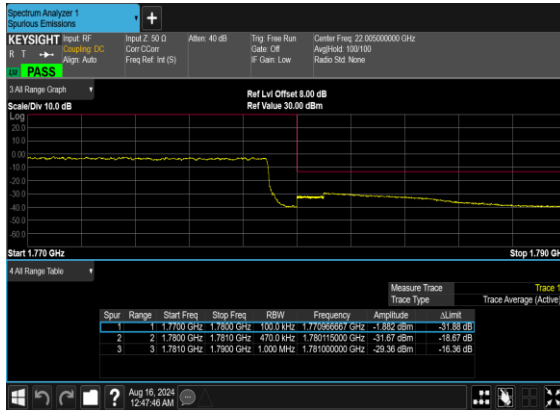 Spectrum Analyzer 1
Spurious Emissions
+
KEYSIGHT Input: RF Input Z: 50 Ω Atten: 40 dB Trig: Free Run Center Freq: 22.005000000 GHz
R T Coupling: DC Corr CCorr Gate: Off Avg|Hold: 100/100
Align: Auto Freq Ref: Int (S) IF Gain: Low Radio Std: None
LU PASS
3 All Range Graph
Ref Lvl Offset 8.00 dB
Scale/Div 10.0 dB Ref Value 30.00 dBm
Log
20.0
10.0
0.00
-10.0
-20.0
-30.0
-40.0
-50.0
-60.0
Start 1.770 GHz Stop 1.790 GH
4 All Range Table
Measure Trace Trace 1
Trace Type Trace Average (Active)
Spur Range Start Freq Stop Freq RBW Frequency Amplitude ΔLimit
1 1 1.7700 GHz 1.7800 GHz 100.0 kHz 1.770966667 GHz -1.882 dBm -31.88 dB
2 2 1.7800 GHz 1.7810 GHz 470.0 kHz 1.780115000 GHz -31.67 dBm -18.67 dB
3 3 1.7810 GHz 1.7900 GHz 1.000 MHz 1.781000000 GHz -29.36 dBm -16.36 dB
? Aug 16, 2024
12:47:46 AM